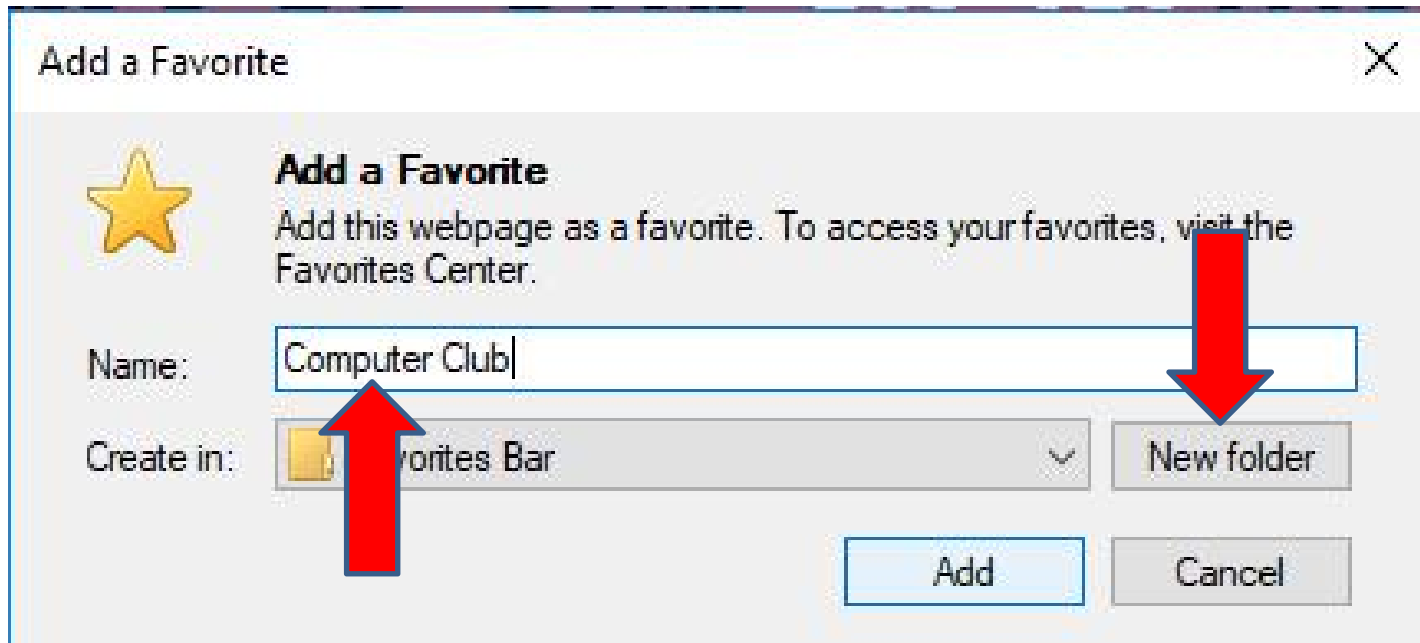 Add a Favorite
Add a Favorite
Add this webpage as a favorite. To access your favorites, visit the
Favorites Center.
Name: Computer Club
Create in: Favorites Bar New folder
Add Cancel